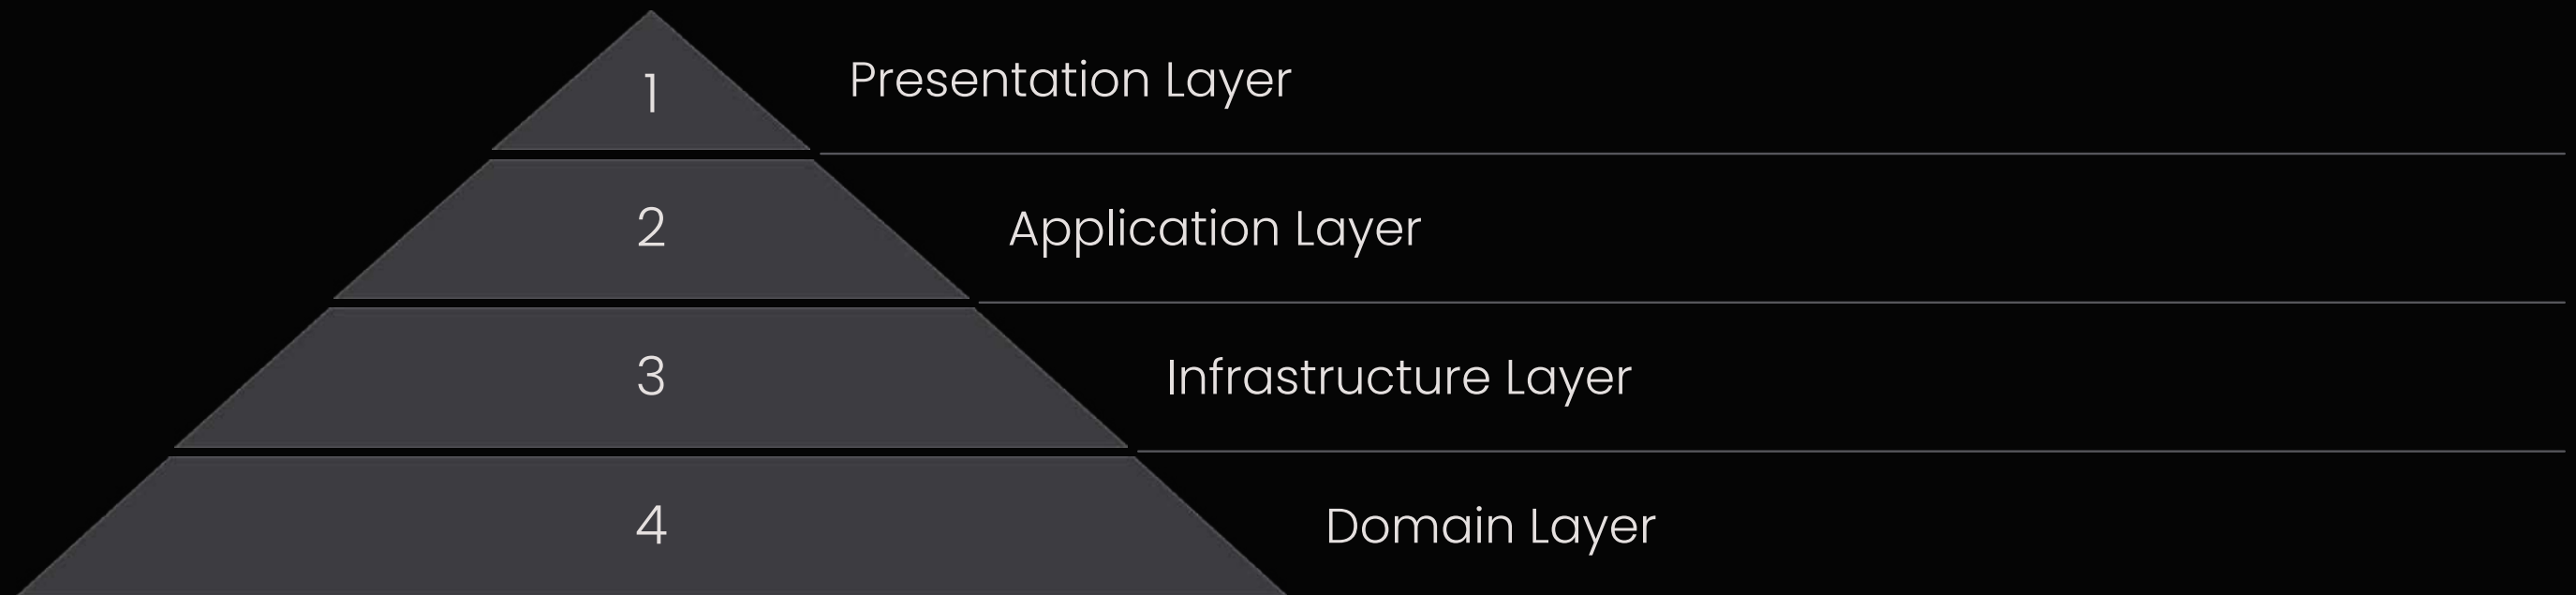 1
Presentation Layer
2
Application Layer
3
Infrastructure Layer
4
Domain Layer